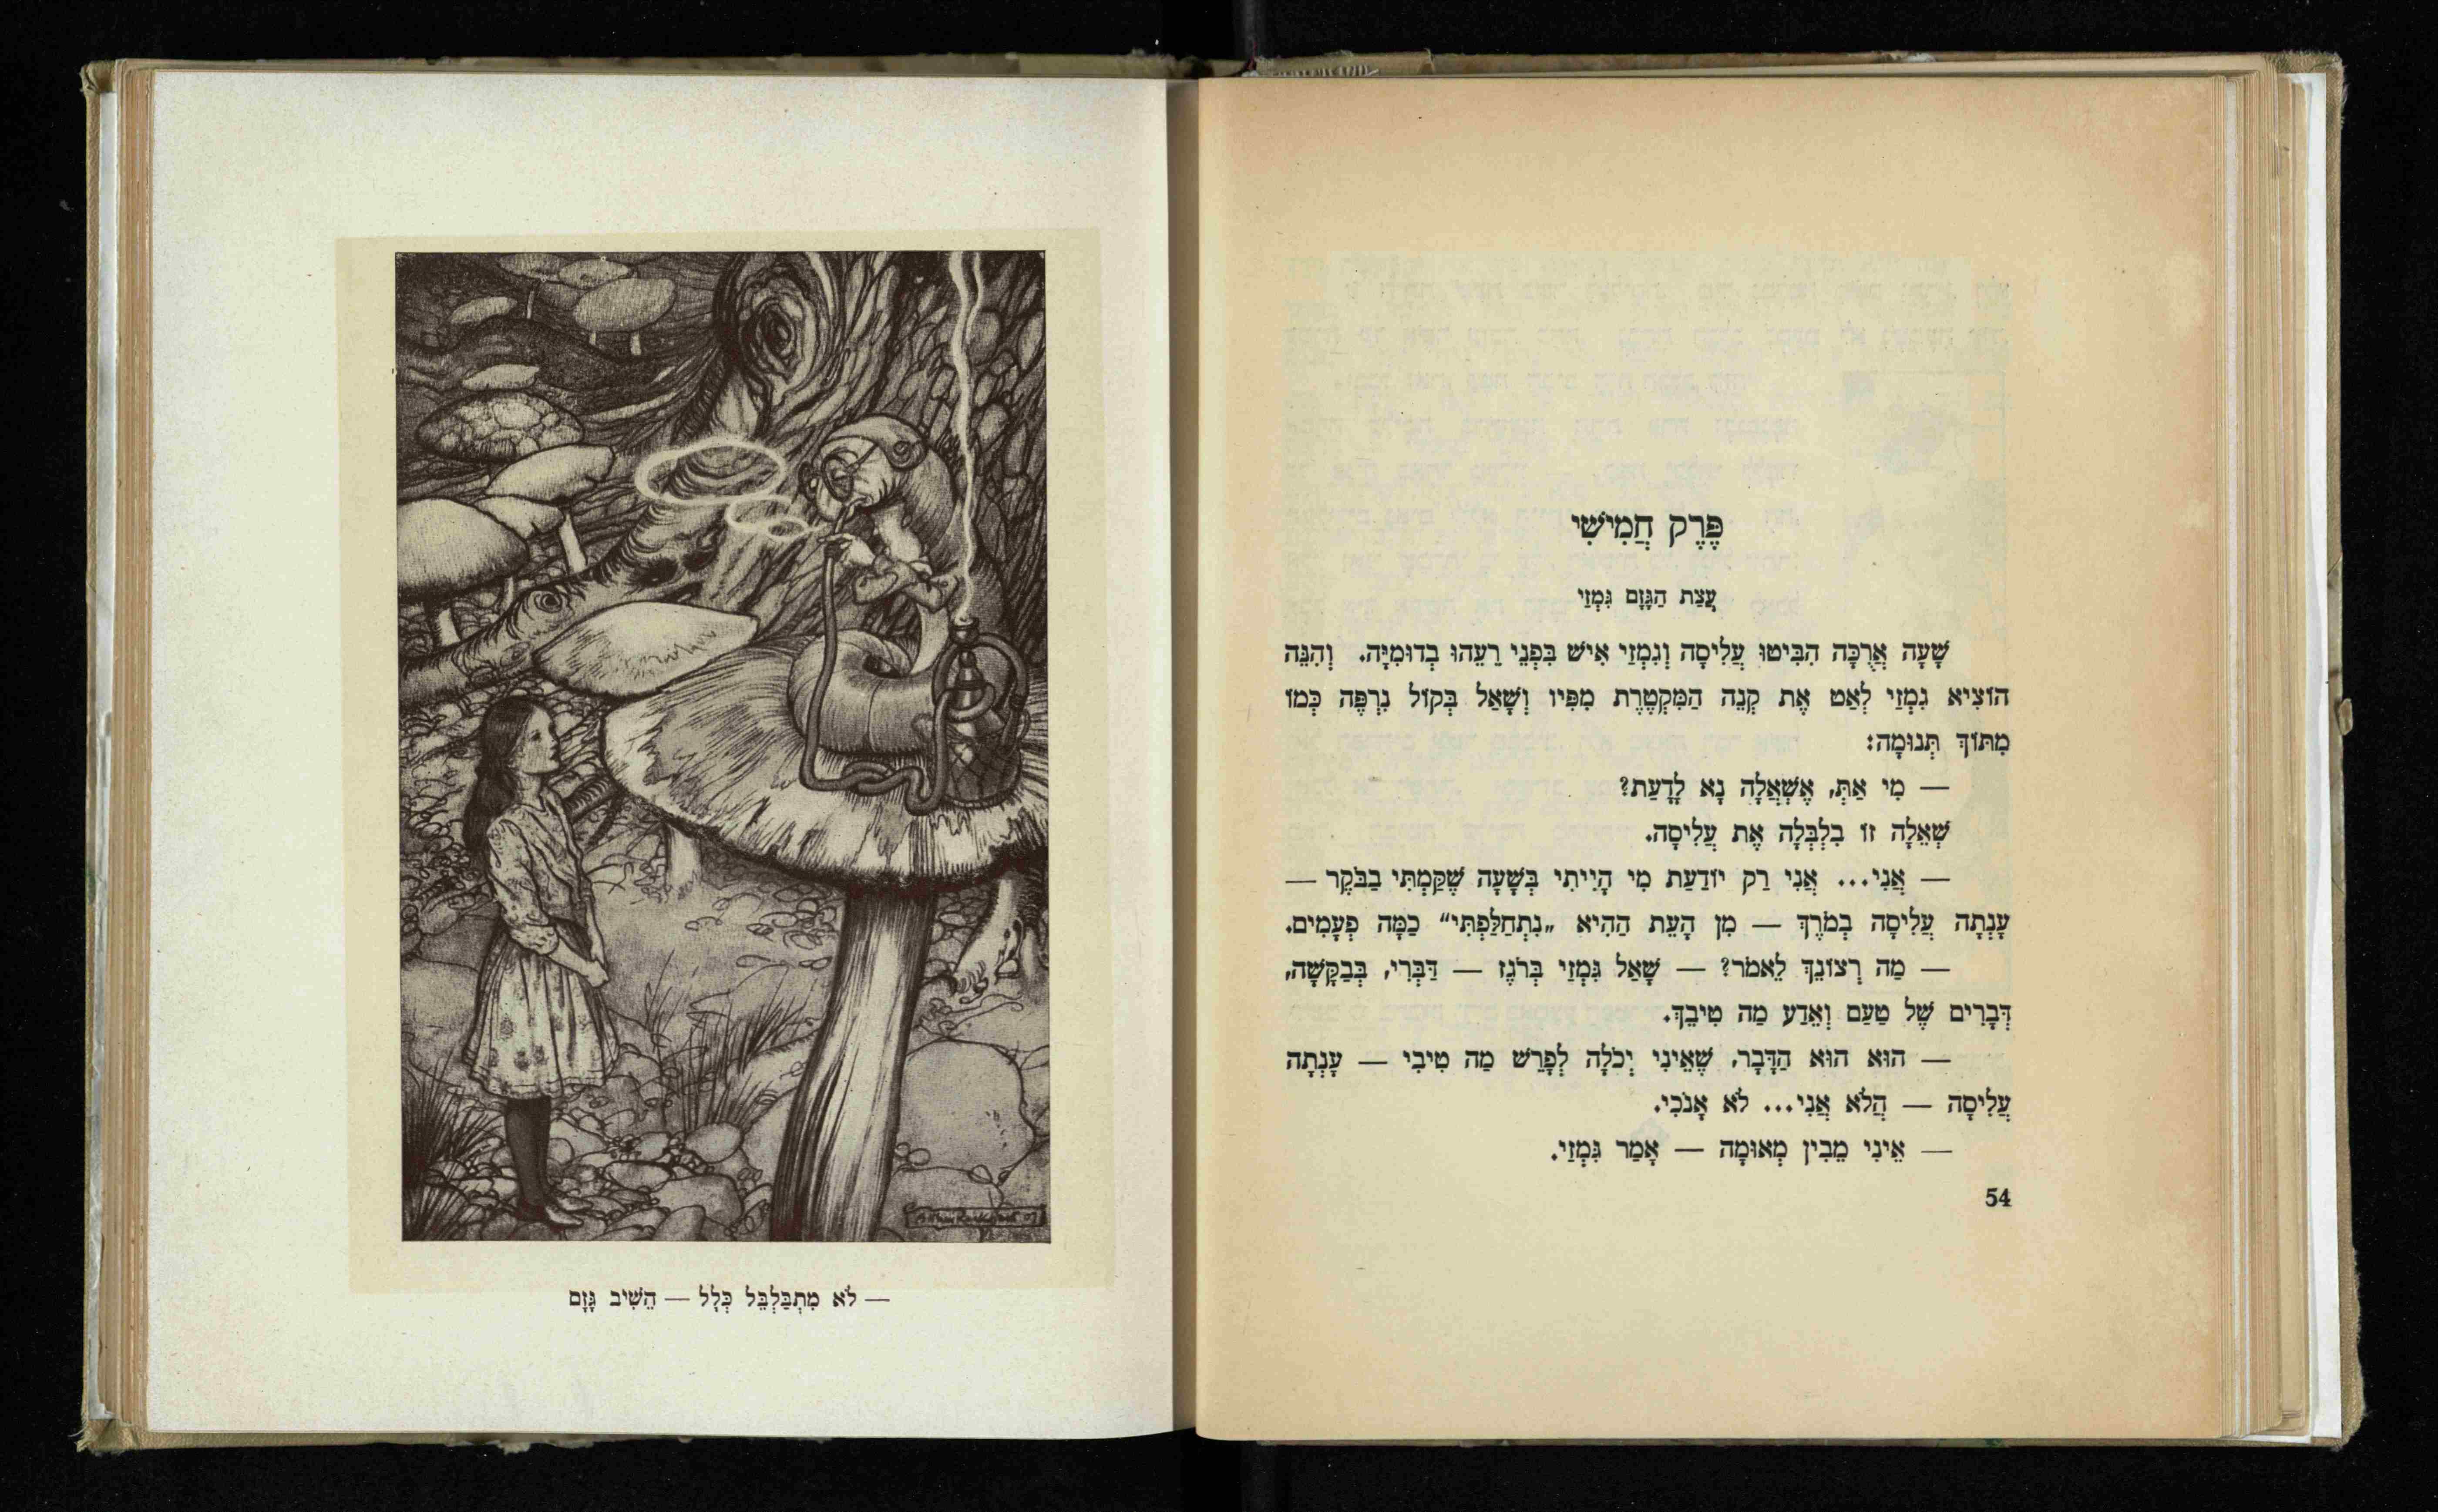 פֶּרֶק חֲמִישִׁי
עֲצַת הַגָּזָם גִּמְזַי
שָׁעָה אֲרֻכָּה הִבִּיטוּ עֲלִיסָה וְגִמְזַי אִישׁ בִּפְנֵי רֵעֵהוּ בְּדוּמִיָּה. וְהִנֵּה
הוֹצִיא גִמְזַי לְאַט אֶת קְנֵה הַמִּקְטֶרֶת מִפִּיו וְשָׁאַל בְּקוֹל נִרְפֶּה כְּמוֹ
מִתּוֹךְ תְּנוּמָה:
— מִי אַתְּ, אֶשְׁאֲלָה נָא לָדָעַת?
שְׁאֵלָה זוֹ בִלְבְּלָה אֶת עֲלִיסָה.
— אֲנִי... אֲנִי רַק יוֹדַעַת מִי הָיִיתִי בְּשָׁעָה שֶׁקַּמְתִּי בַבֹּקֶר —
עָנְתָה עֲלִיסָה בְּמֹרֶךְ — מִן הָעֵת הַהִיא „נִתְחַלַּפְתִּי“ כַמָּה פְעָמִים.
— מַה רְצוֹנֵךְ לֵאמֹר? — שָׁאַל גִּמְזַי בְּרֹגֶז — דַּבְּרִי, בְּבַקָּשָׁה,
דְּבָרִים שֶׁל טַעַם וְאֵדַע מַה טִּיבֵךְ.
— הוּא הוּא הַדָּבָר, שֶׁאֵינִי יְכֹלָה לְפָרֵשׁ מַה טִּיבִי — עָנְתָה
עֲלִיסָה — הֲלֹא אֲנִי... לֹא אָנֹכִי.
— אֵינִי מֵבִין מְאוּמָה — אָמַר גִּמְזַי.
54
— לֹא מִתְבַּלְבֵּל כְּלָל — הֵשִׁיב גָּזָם
Arthur Rackham 07